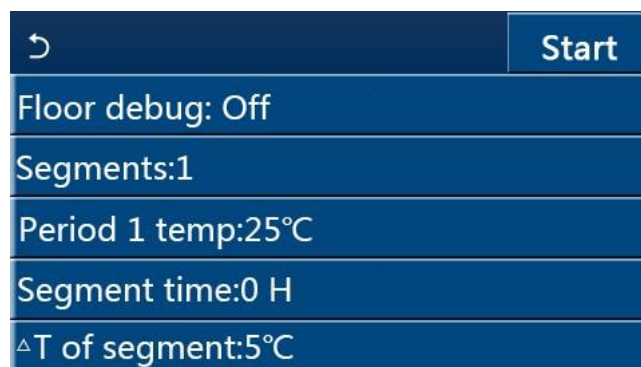 Start
Floor debug: Off
Segments:1
Period 1 temp:25℃
Segment time:0 H
△T of segment:5℃